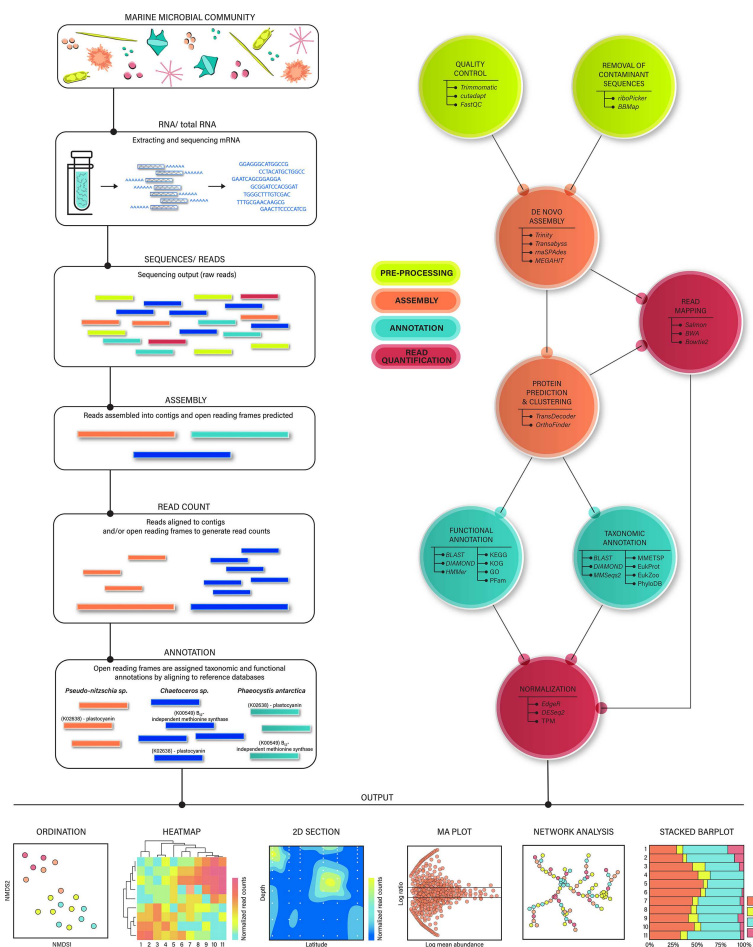 MARINE MICROBIAL COMMUNITY
RNA/ total RNA
Extracting and sequencing mRNA
AAAAAA
AAAAAA
AAAAAA
AAAAAA
AAAAAA
GGAGGGCATGGCCG
CCTACATGCTGGCC
GAATCAGCGGAGGA
GCGGATCCACGGAT
TGGGCTTTGTCGAC
TTTGCGAACAAGCG
GAACTTCCCCATCG
SEQUENCES/ READS
Sequencing output (raw reads)
ASSEMBLY
Reads assembled into contigs and open reading frames predicted
READ COUNT
Reads aligned to contigs
and/or open reading frames to generate read counts
ANNOTATION
Open reading frames are assigned taxonomic and functional
annotations by aligning to reference databases
Pseudo-nitzschia sp.
(K02638) - plastocyanin
Chaetoceros sp.
(K00549) B12-
independent methionine synthase
(K02638) - plastocyanin
Phaeocystis antarctica
(K02638) - plastocyanin
(K00549) B12-
independent methionine synthase
PRE-PROCESSING
ASSEMBLY
ANNOTATION
READ
QUANTIFICATION
QUALITY
CONTROL
Trimmomatic
cutadapt
FastQC
REMOVAL OF
CONTAMINANT
SEQUENCES
riboPicker
BBMap
DE NOVO
ASSEMBLY
Trinity
Transabyss
rnaSPAdes
MEGAHIT
READ
MAPPING
Salmon
BWA
Bowtie2
PROTEIN
PREDICTION
& CLUSTERING
TransDecoder
OrthoFinder
FUNCTIONAL
ANNOTATION
BLAST
DIAMOND
HMMer
KEGG
KOG
GO
PFam
TAXONOMIC
ANNOTATION
BLAST
DIAMOND
MMSeqs2
MMETSP
EukProt
EukZoo
PhyloDB
NORMALIZATION
EdgeR
DESeq2
TPM
OUTPUT
ORDINATION
NMDS2
NMDSI
HEATMAP
1 2 3 4 5 6 7 8 9 10 11
Normalized read counts
2D SECTION
Depth
Latitude
Normalized read counts
MA PLOT
Log ratio
Log mean abundance
NETWORK ANALYSIS
STACKED BARPLOT
1
2
3
4
5
6
7
8
9
10
11
0% 25% 50% 75%